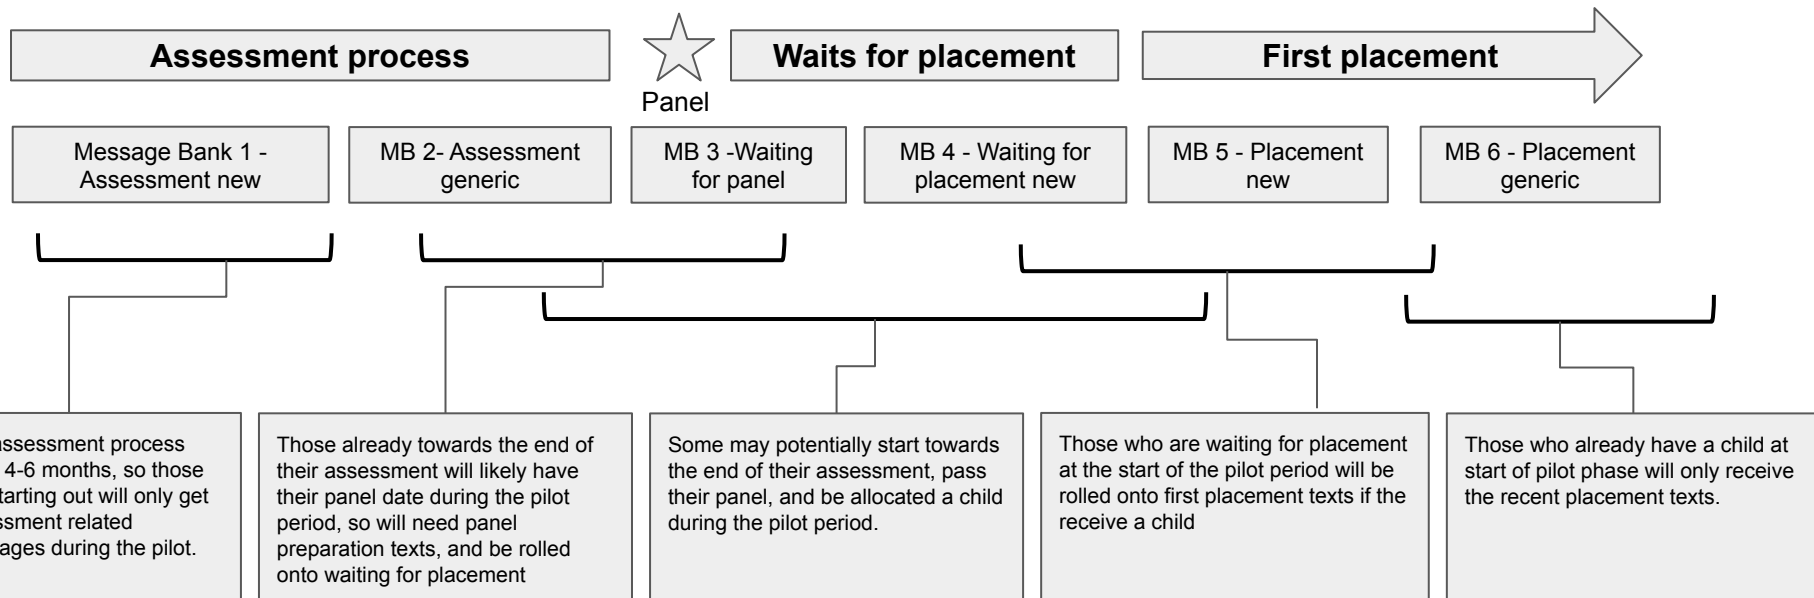 Assessment process
Panel
Waits for placement
First placement
Message Bank 1 -
Assessment new
MB 2- Assessment
generic
MB 3 -Waiting
for panel
MB 4 - Waiting for
placement new
MB 5 - Placement
new
MB 6 - Placement
generic
assessment process
4-6 months, so those
starting out will only get
related
during the pilot.
Those already towards the end of
their assessment will likely have
their panel date during the pilot
period, so will need panel
preparation texts, and be rolled
onto waiting for placement
Some may potentially start towards
the end of their assessment, pass
their panel, and be allocated a child
during the pilot period.
Those who are waiting for placement
at the start of the pilot period will be
rolled onto first placement texts if the
receive a child
Those who already have a child at
start of pilot phase will only receive
the recent placement texts.